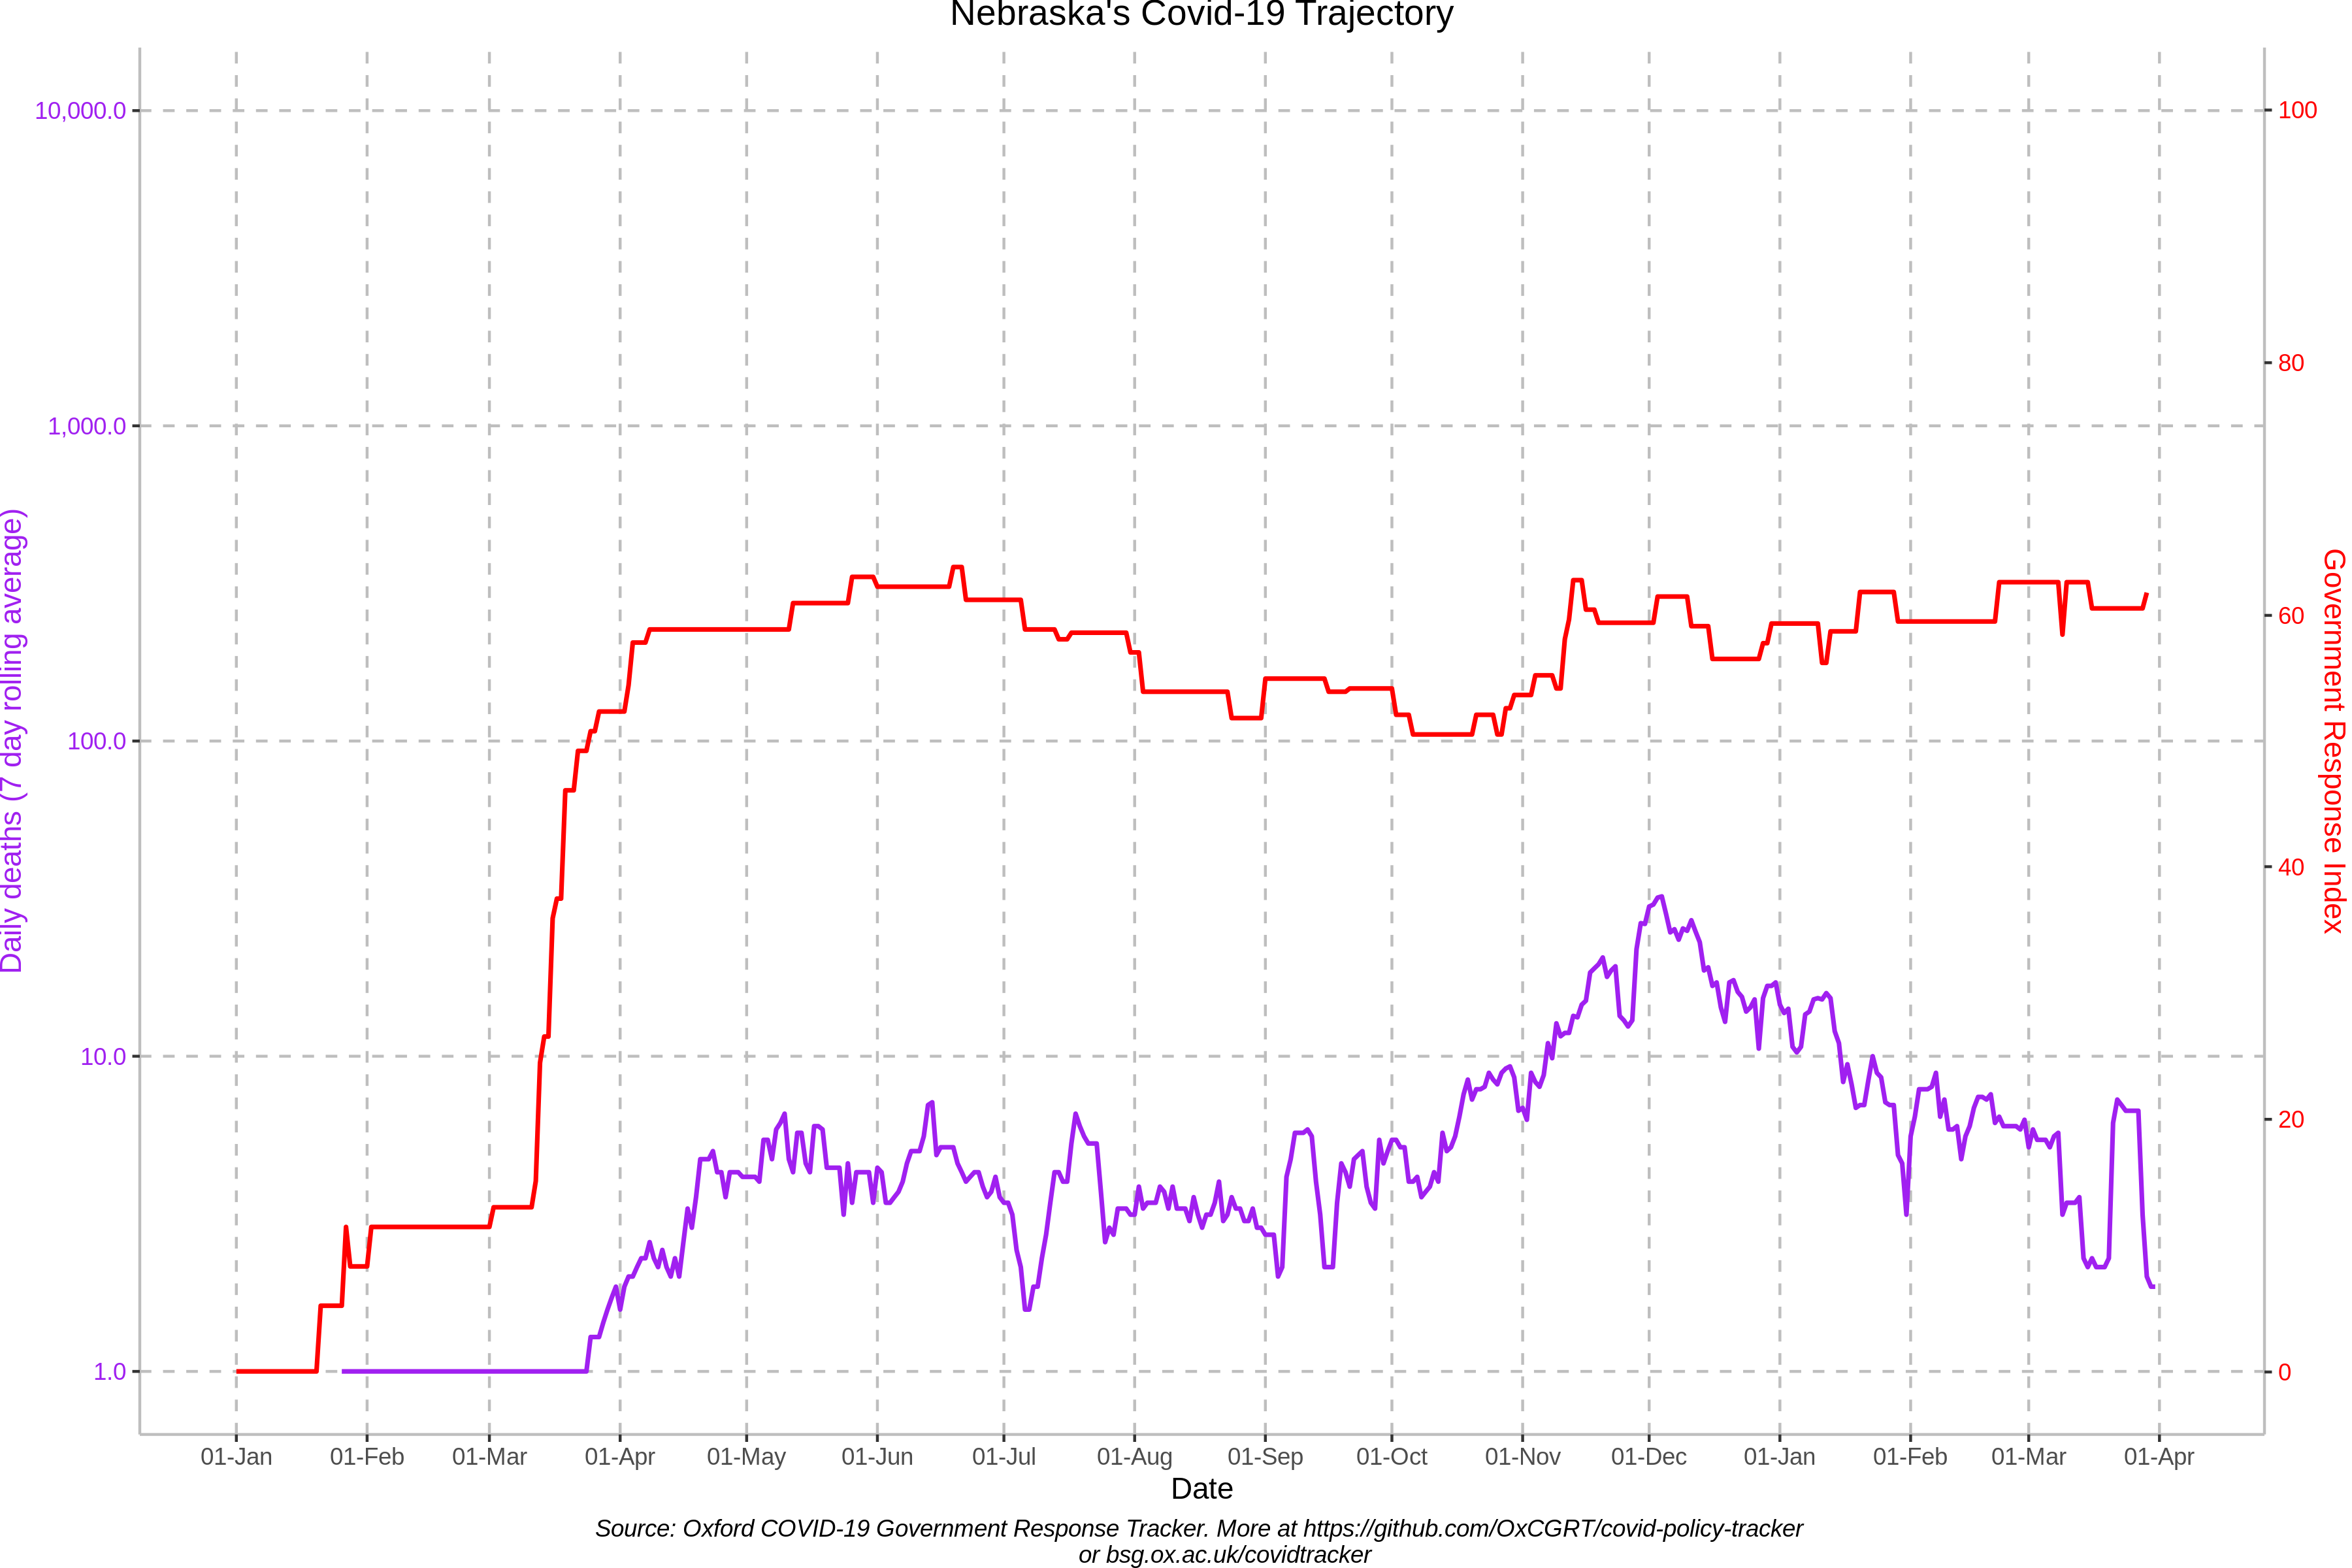 Nebraska's Covid-19 Trajectory
10,000.0
1,000.0
100.0
10.0
1.0
Daily deaths (7 day rolling average)
100
80
60
40
20
0
Government Response Index
01-Jan 01-Feb 01-Mar 01-Apr 01-May 01-Jun 01-Jul 01-Aug 01-Sep 01-Oct 01-Nov 01-Dec 01-Jan 01-Feb 01-Mar 01-Apr
Date
Source: Oxford COVID-19 Government Response Tracker. More at https://github.com/OxCGRT/covid-policy-tracker
or bsg.ox.ac.uk/covidtracker